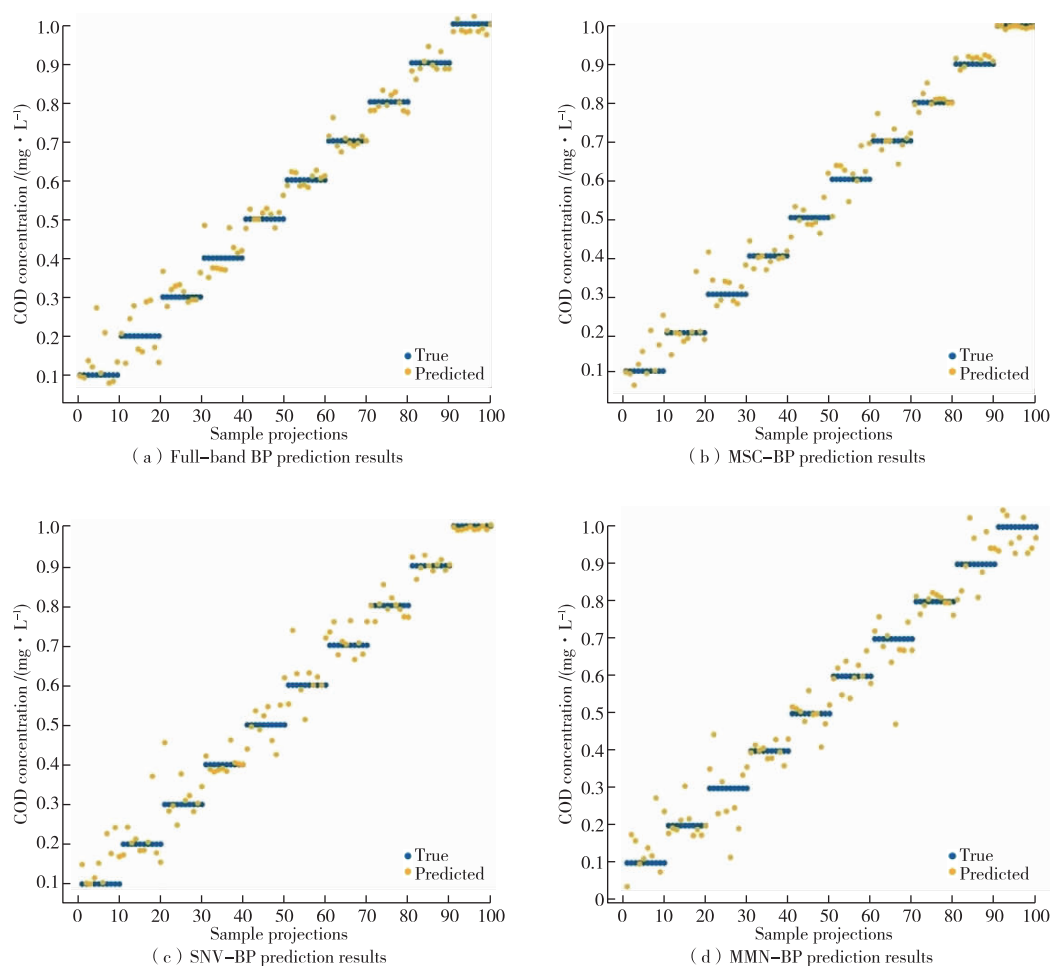 COD concentration /(mg · L⁻¹)
1.0
0.9
0.8
0.7
0.6
0.5
0.4
0.3
0.2
0.1
True
Predicted
0 10 20 30 40 50 60 70 80 90 100
Sample projections
( a ) Full-band BP prediction results
COD concentration /(mg · L⁻¹)
1.0
0.9
0.8
0.7
0.6
0.5
0.4
0.3
0.2
0.1
True
Predicted
0 10 20 30 40 50 60 70 80 90 100
Sample projections
( b ) MSC-BP prediction results
COD concentration /(mg · L⁻¹)
1.0
0.9
0.8
0.7
0.6
0.5
0.4
0.3
0.2
0.1
True
Predicted
0 10 20 30 40 50 60 70 80 90 100
Sample projections
( c ) SNV-BP prediction results
COD concentration /(mg · L⁻¹)
1.0
0.9
0.8
0.7
0.6
0.5
0.4
0.3
0.2
0.1
0
True
Predicted
0 10 20 30 40 50 60 70 80 90 100
Sample projections
( d ) MMN-BP prediction results